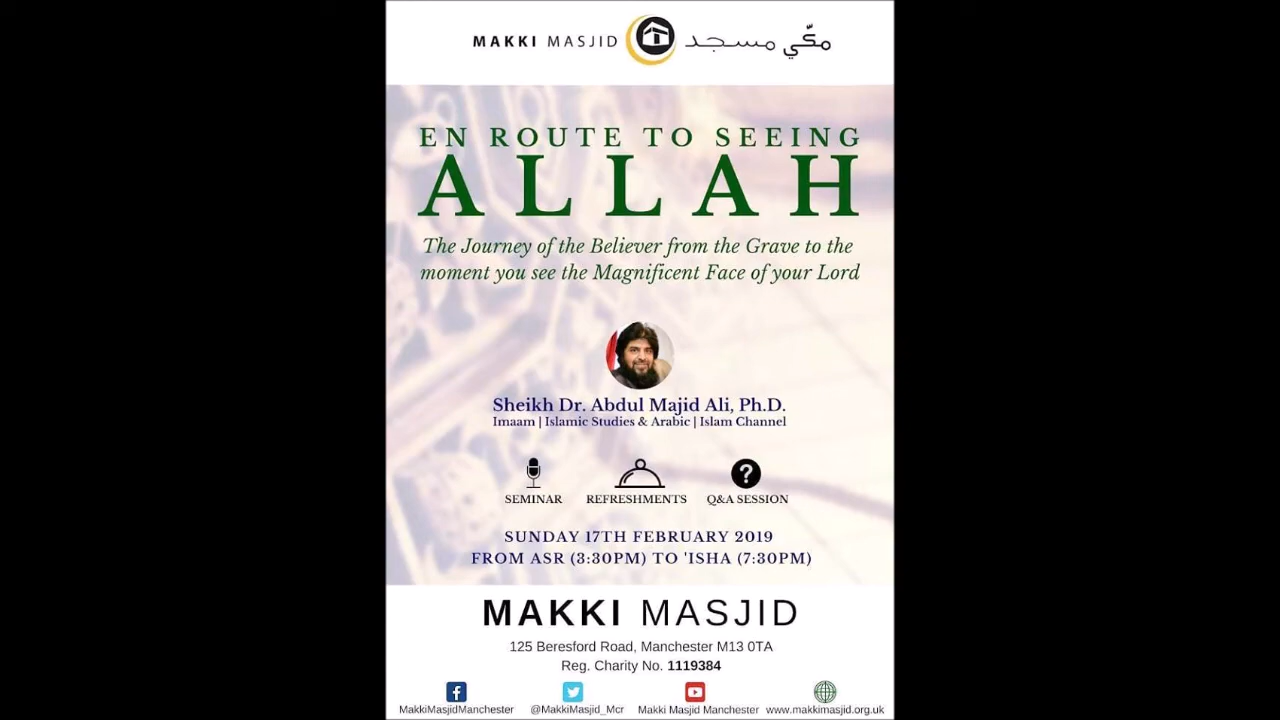 MAKKI MASJID مكّي مسجد
EN ROUTE TO SEEING
ALLAH
The Journey of the Believer from the Grave to the
moment you see the Magnificent Face of your Lord
Sheikh Dr. Abdul Majid Ali, Ph.D.
Imaam | Islamic Studies & Arabic | Islam Channel
SEMINAR REFRESHMENTS Q&A SESSION
SUNDAY 17TH FEBRUARY 2019
FROM ASR (3:30PM) TO 'ISHA (7:30PM)
MAKKI MASJID
125 Beresford Road, Manchester M13 0TA
Reg. Charity No. 1119384
MakkiMasjidManchester @MakkiMasjid_Mcr Makki Masjid Manchester www.makkimasjid.org.uk